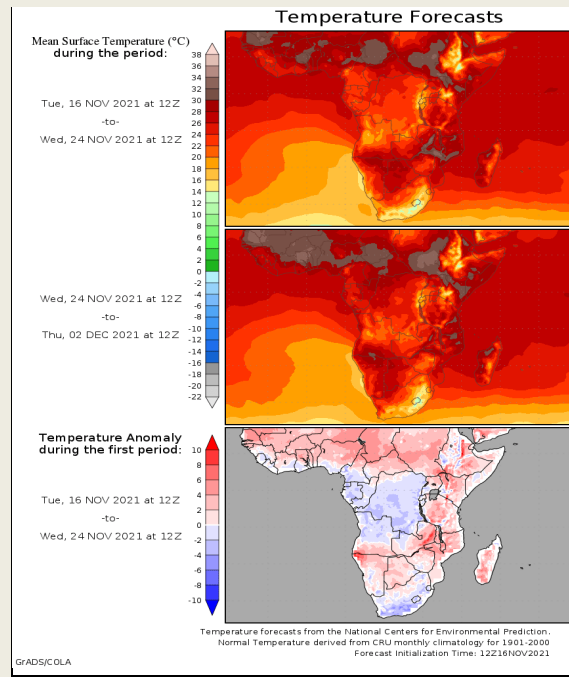 Temperature Forecasts
Mean Surface Temperature (°C)
during the period:
Tue, 16 NOV 2021 at 12Z
-to-
Wed, 24 NOV 2021 at 12Z
38
36
34
32
30
28
26
24
22
20
18
16
14
12
10
8
6
4
2
0
-2
-4
-6
-8
-10
-12
-14
-16
-18
-20
-22
Wed, 24 NOV 2021 at 12Z
-to-
Thu, 02 DEC 2021 at 12Z
Temperature Anomaly
during the first period:
Tue, 16 NOV 2021 at 12Z
-to-
Wed, 24 NOV 2021 at 12Z
10
8
6
4
2
0
-2
-4
-6
-8
-10
Temperature forecasts from the National Centers for Environmental Prediction.
Normal Temperature derived from CRU monthly climatology for 1901-2000
Forecast Initialization Time: 12Z16NOV2021
GrADS/COLA